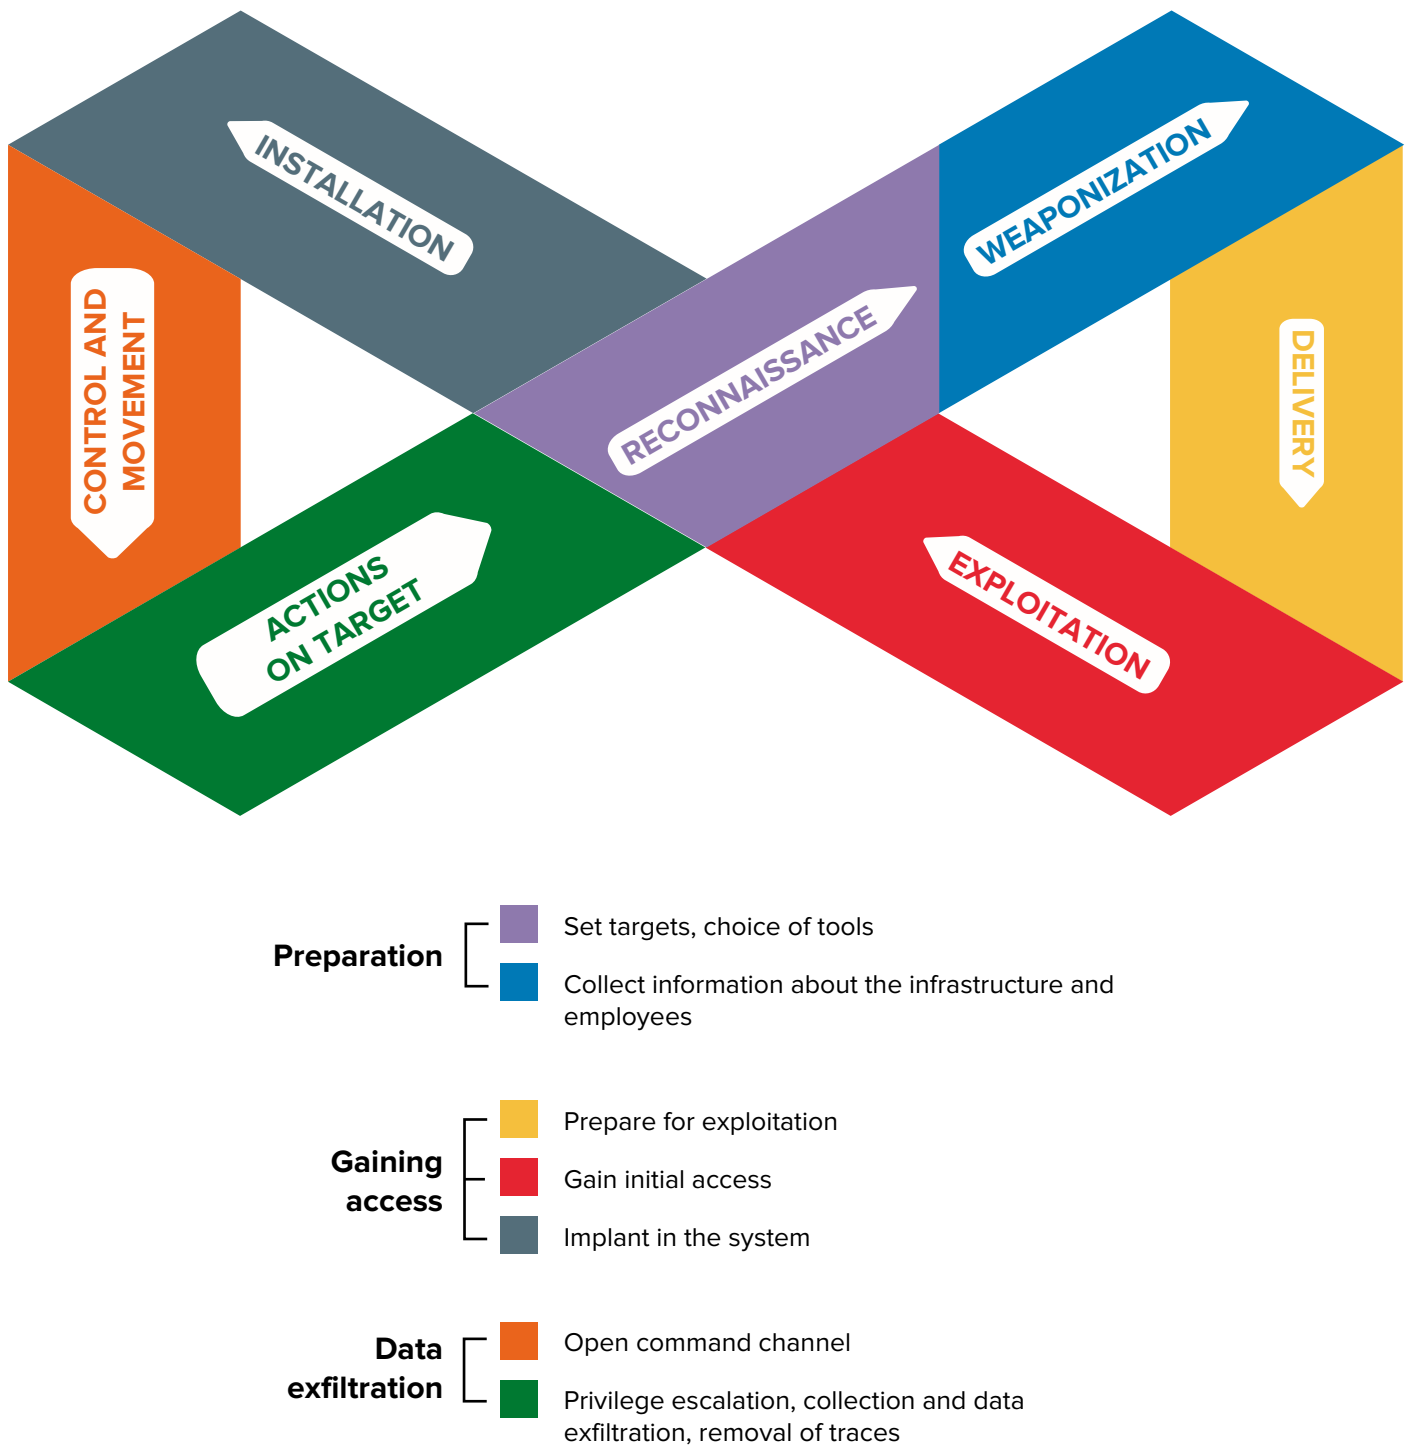 INSTALLATION
WEAPONIZATION
CONTROL AND
MOVEMENT
RECONNAISSANCE
DELIVERY
ACTIONS
ON TARGET
EXPLOITATION
Preparation
Set targets, choice of tools
Collect information about the infrastructure and
employees
Gaining
access
Prepare for exploitation
Gain initial access
Implant in the system
Data
exfiltration
Open command channel
Privilege escalation, collection and data
exfiltration, removal of traces